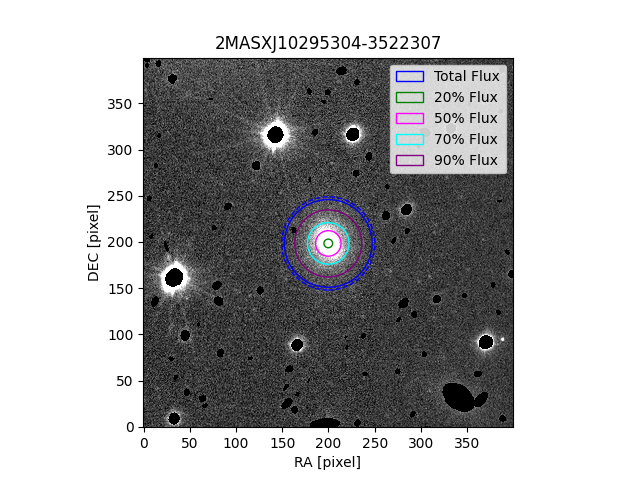 2MASXJ10295304-3522307
Total Flux
20% Flux
50% Flux
70% Flux
90% Flux
350
300
250
200
150
100
50
0
DEC [pixel]
0 50 100 150 200 250 300 350
RA [pixel]